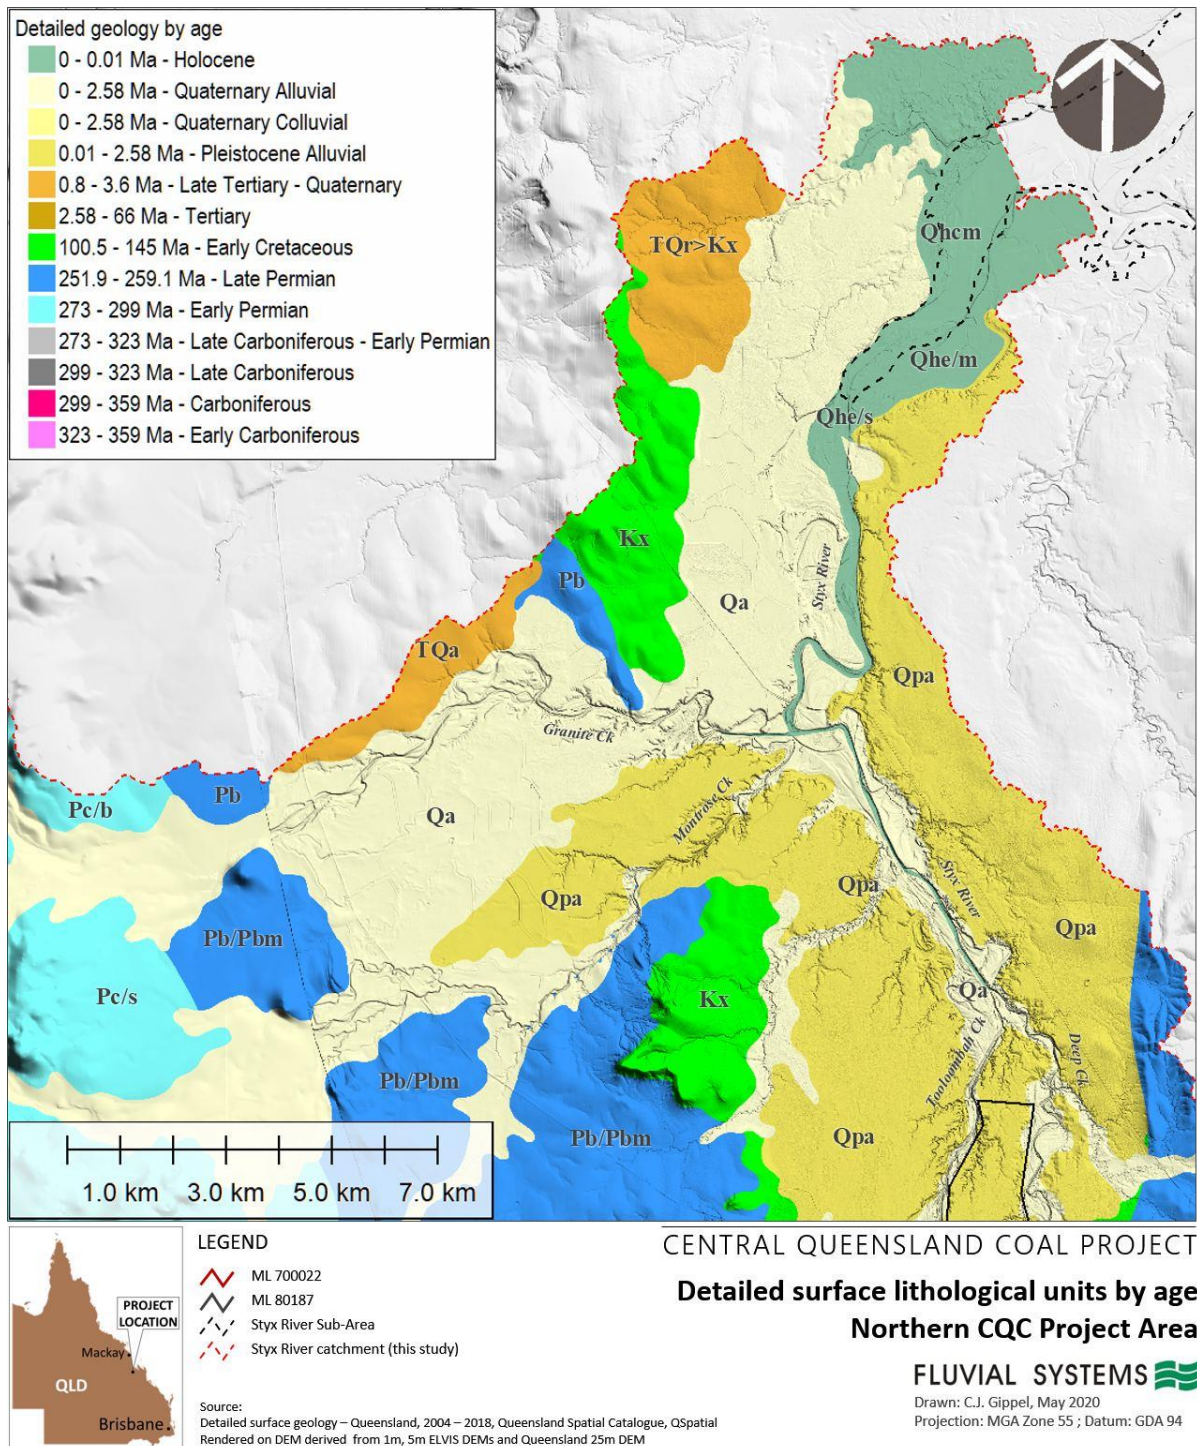 Detailed geology by age
0 - 0.01 Ma - Holocene
0 - 2.58 Ma - Quaternary Alluvial
0 - 2.58 Ma - Quaternary Colluvial
0.01 - 2.58 Ma - Pleistocene Alluvial
0.8 - 3.6 Ma - Late Tertiary - Quaternary
2.58 - 66 Ma - Tertiary
100.5 - 145 Ma - Early Cretaceous
251.9 - 259.1 Ma - Late Permian
273 - 299 Ma - Early Permian
273 - 323 Ma - Late Carboniferous - Early Permian
299 - 323 Ma - Late Carboniferous
299 - 359 Ma - Carboniferous
323 - 359 Ma - Early Carboniferous
TQr>Kx
Qhcm
Qhe/m
Qhe/s
Kx
Pb
Qa
Styx River
TQa
Qpa
Granite Ck
Pb
Pc/b
Qa
Montrose Ck
Qpa
Qpa
Styx River
Qpa
Pb/Pbm
Pc/s
Kx
Qa
Tooloombah Ck
Deep Ck
Pb/Pbm
Pb/Pbm
Qpa
1.0 km 3.0 km 5.0 km 7.0 km
PROJECT
LOCATION
Mackay
QLD
Brisbane
LEGEND
ML 700022
ML 80187
Styx River Sub-Area
Styx River catchment (this study)
Source:
Detailed surface geology – Queensland, 2004 – 2018, Queensland Spatial Catalogue, QSpatial
Rendered on DEM derived from 1m, 5m ELVIS DEMs and Queensland 25m DEM
CENTRAL QUEENSLAND COAL PROJECT
Detailed surface lithological units by age
Northern CQC Project Area
FLUVIAL SYSTEMS
Drawn: C.J. Gippel, May 2020
Projection: MGA Zone 55 ; Datum: GDA 94